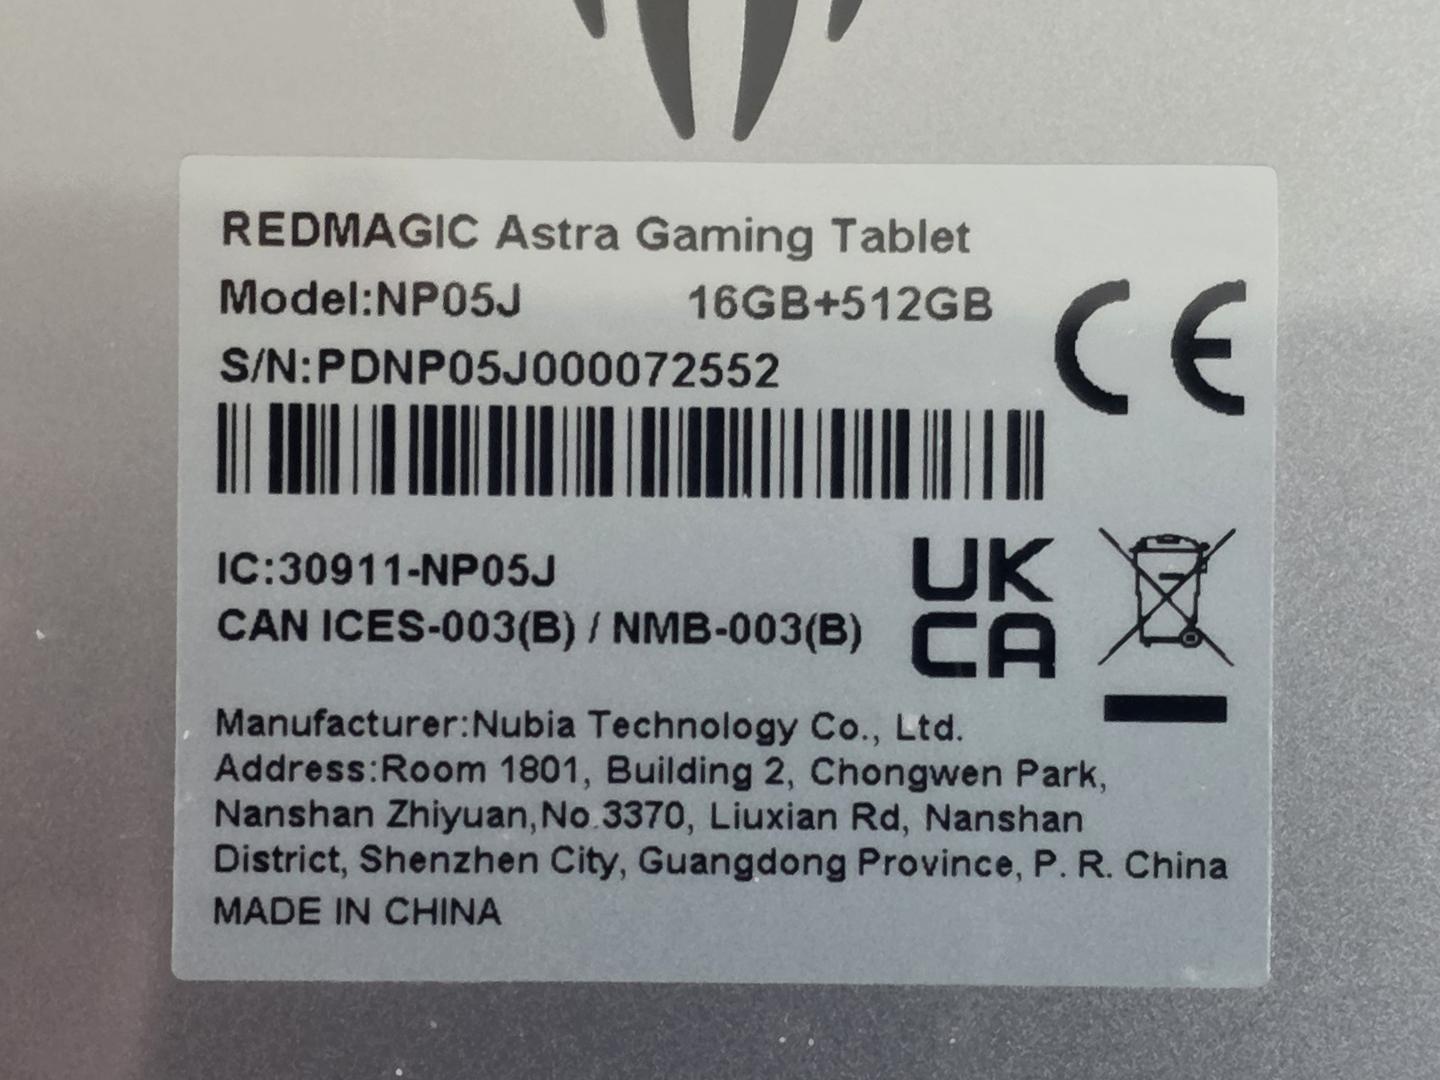 REDMAGIC Astra Gaming Tablet
Model:NP05J 16GB+512GB
S/N:PDNP05J000072552
CE
IC:30911-NP05J
CAN ICES-003(B) / NMB-003(B)
UK
CA
Manufacturer:Nubia Technology Co., Ltd.
Address:Room 1801, Building 2, Chongwen Park,
Nanshan Zhiyuan,No.3370, Liuxian Rd, Nanshan
District, Shenzhen City, Guangdong Province, P. R. China
MADE IN CHINA